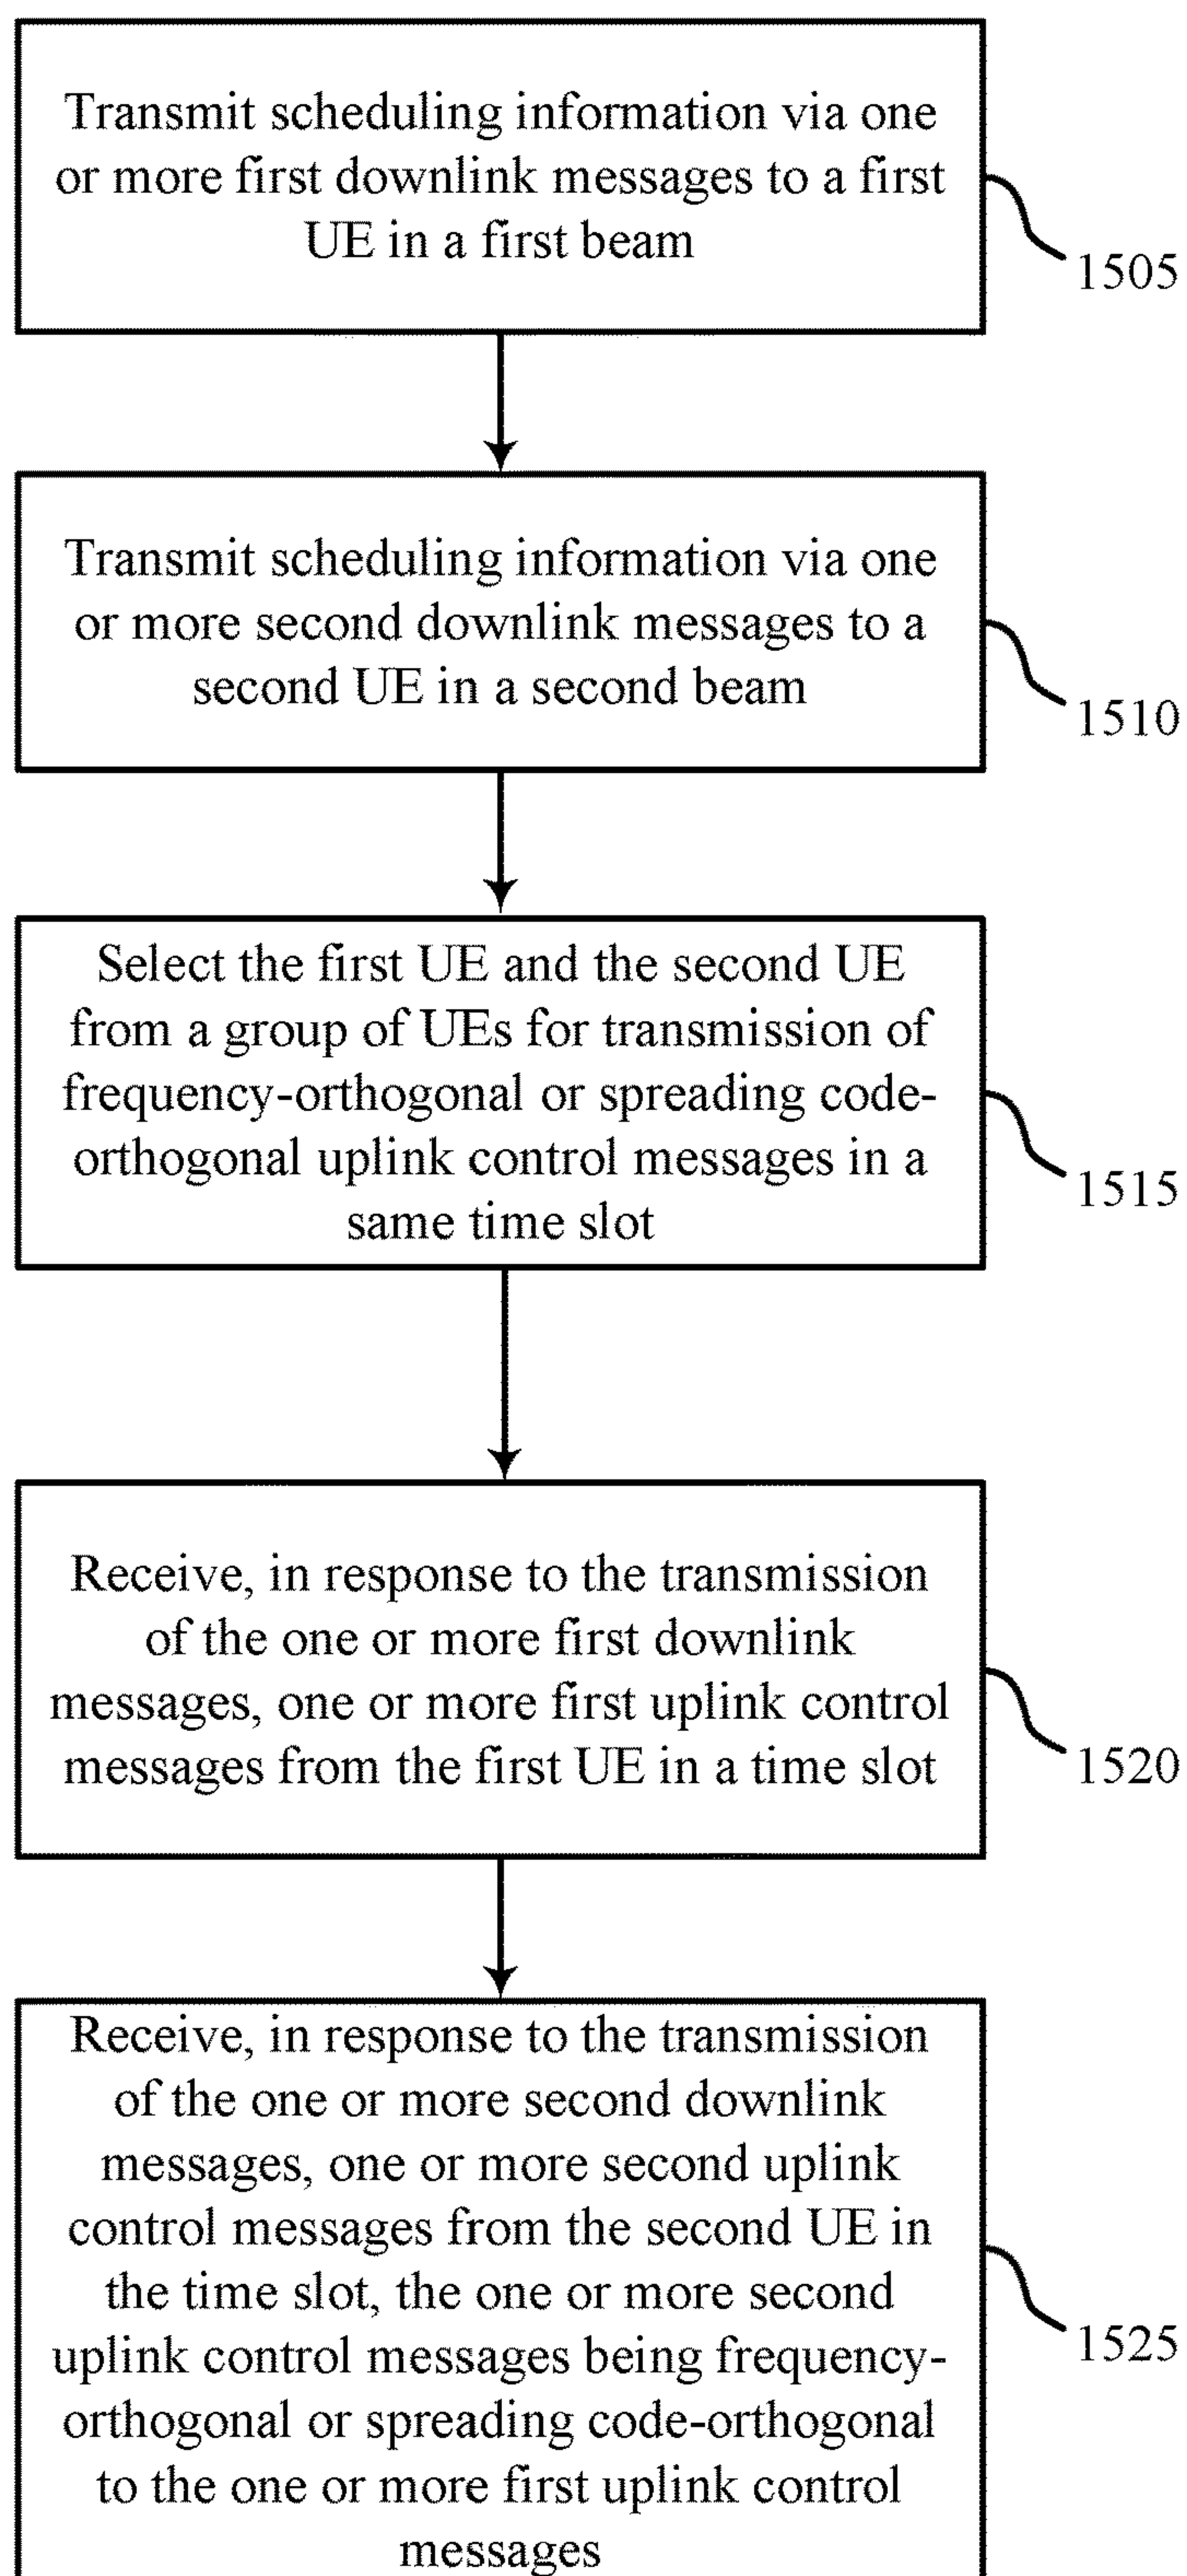 Transmit scheduling information via one
or more first downlink messages to a first
UE in a first beam
1505
Transmit scheduling information via one
or more second downlink messages to a
second UE in a second beam
1510
Select the first UE and the second UE
from a group of UEs for transmission of
frequency-orthogonal or spreading code-
orthogonal uplink control messages in a
same time slot
1515
Receive, in response to the transmission
of the one or more first downlink
messages, one or more first uplink control
messages from the first UE in a time slot
1520
Receive, in response to the transmission
of the one or more second downlink
messages, one or more second uplink
control messages from the second UE in
the time slot, the one or more second
uplink control messages being frequency-
orthogonal or spreading code-orthogonal
to the one or more first uplink control
messages
1525